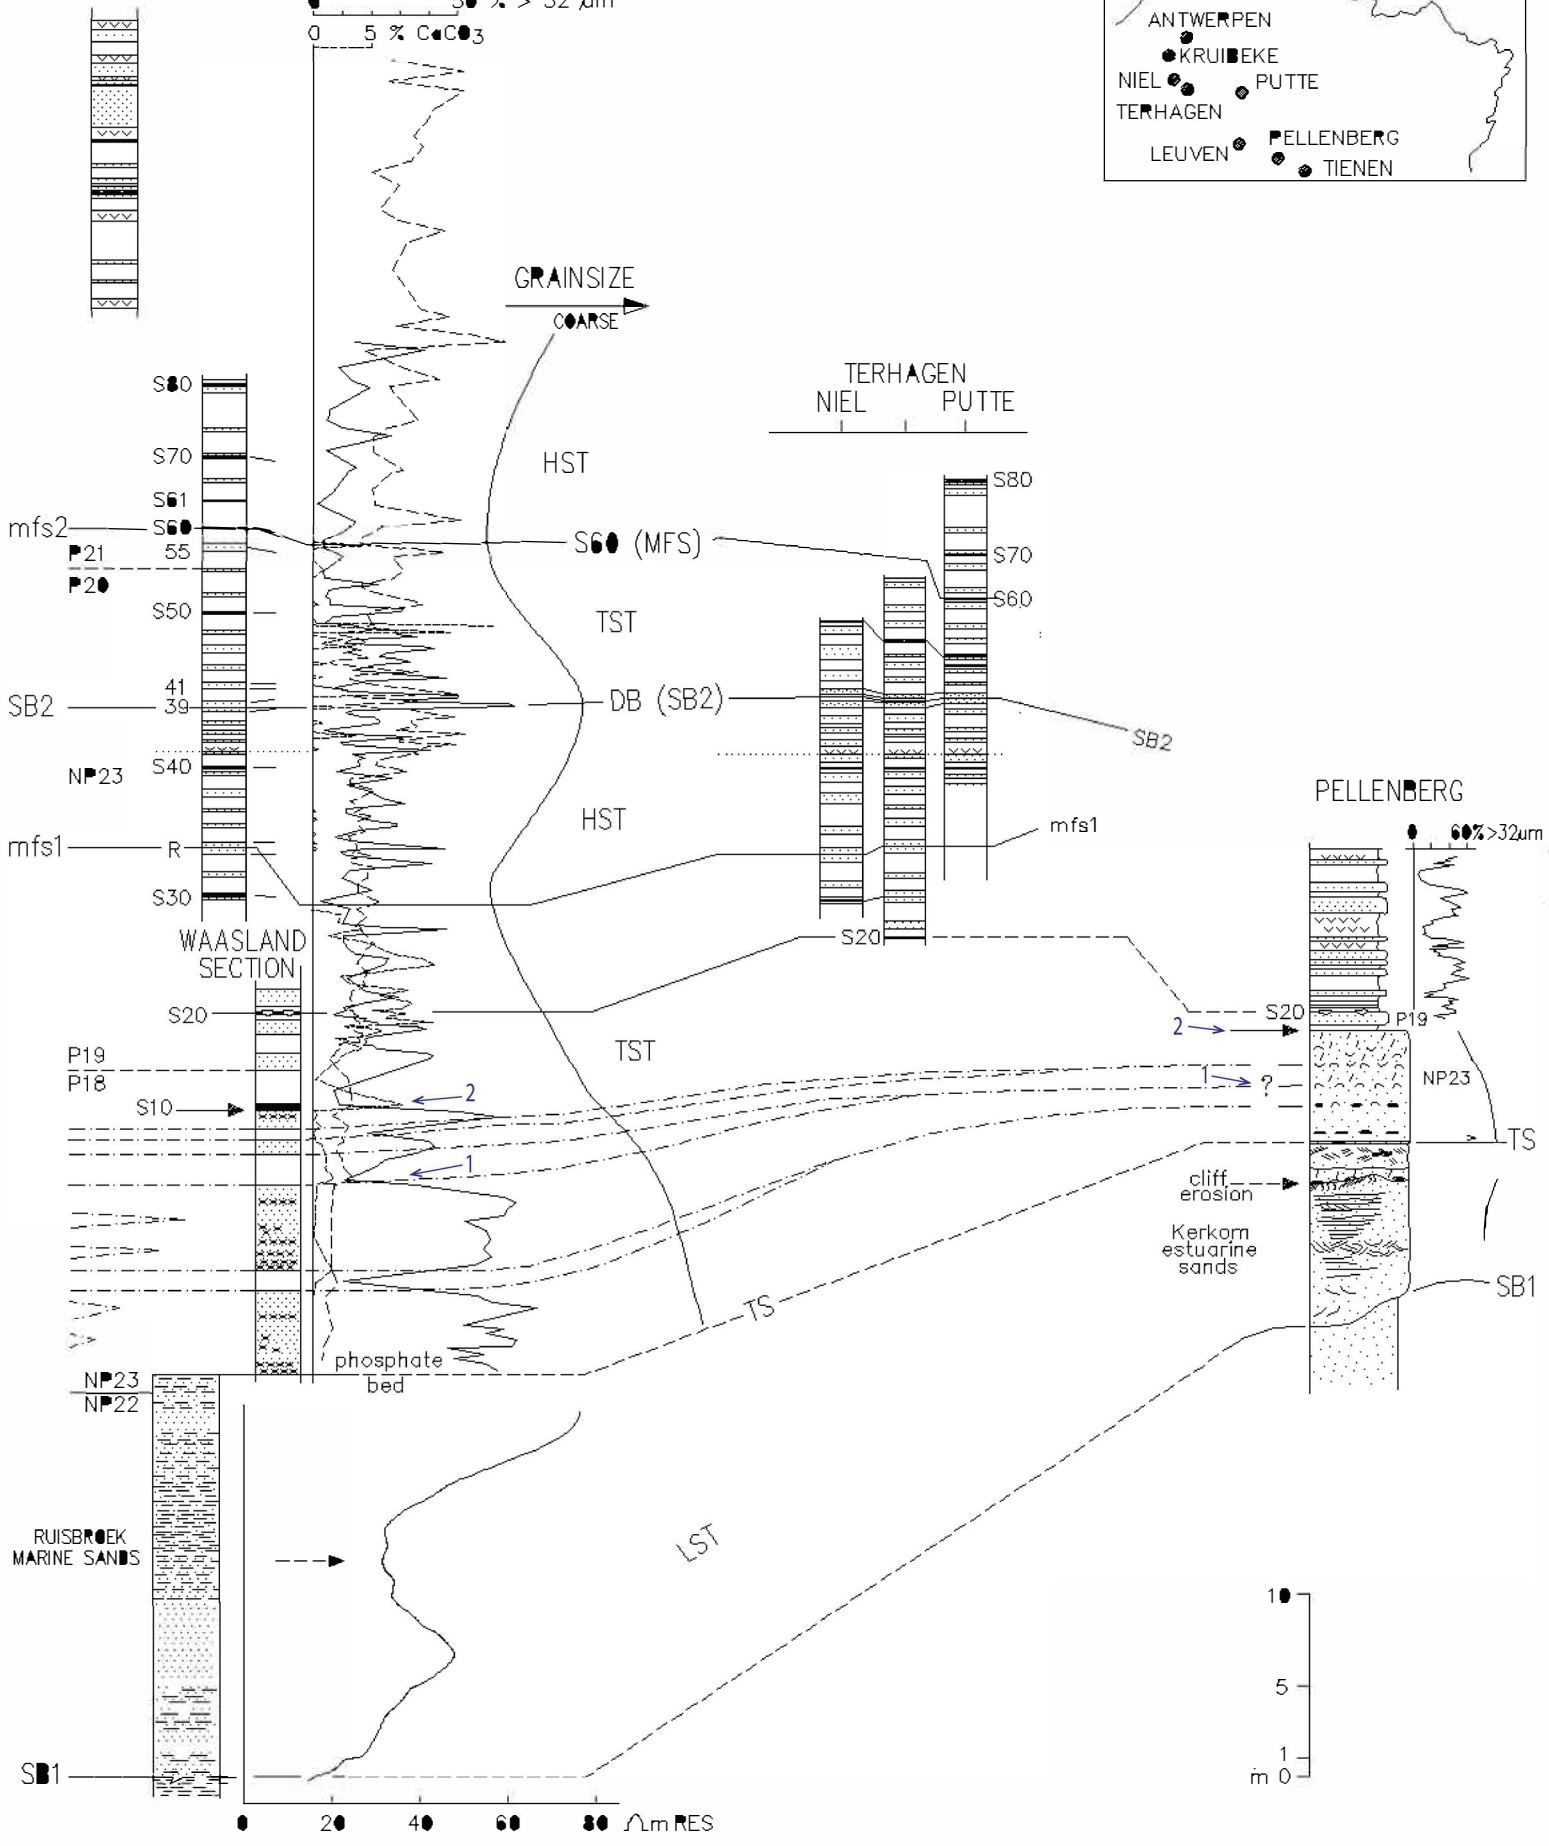 0 50 % > 32 µm
0 5 % CaCO3
ANTWERPEN
KRUIBEKE
NIEL
PUTTE
TERHAGEN
LEUVEN
PELLENBERG
TIENEN
GRAINSIZE
COARSE
TERHAGEN
NIEL PUTTE
S80
S70
S61
mfs2
S60
P21
55
P20
S50
41
SB2
39
S40
NP23
mfs1
R
S30
HST
S60 (MFS)
TST
DB (SB2)
HST
S80
S70
S60
SB2
mfs1
S20
PELLENBERG
0 60%>32µm
WAASLAND
SECTION
S20
P19
P18
S10
TST
2
1
S20
P19
2
1
?
NP23
TS
cliff
erosion
Kerkom
estuarine
sands
SB1
TS
phosphate
bed
NP23
NP22
RUISBROEK
MARINE SANDS
LST
SB1
10
5
1
m 0
0 20 40 60 80 Ωm RES